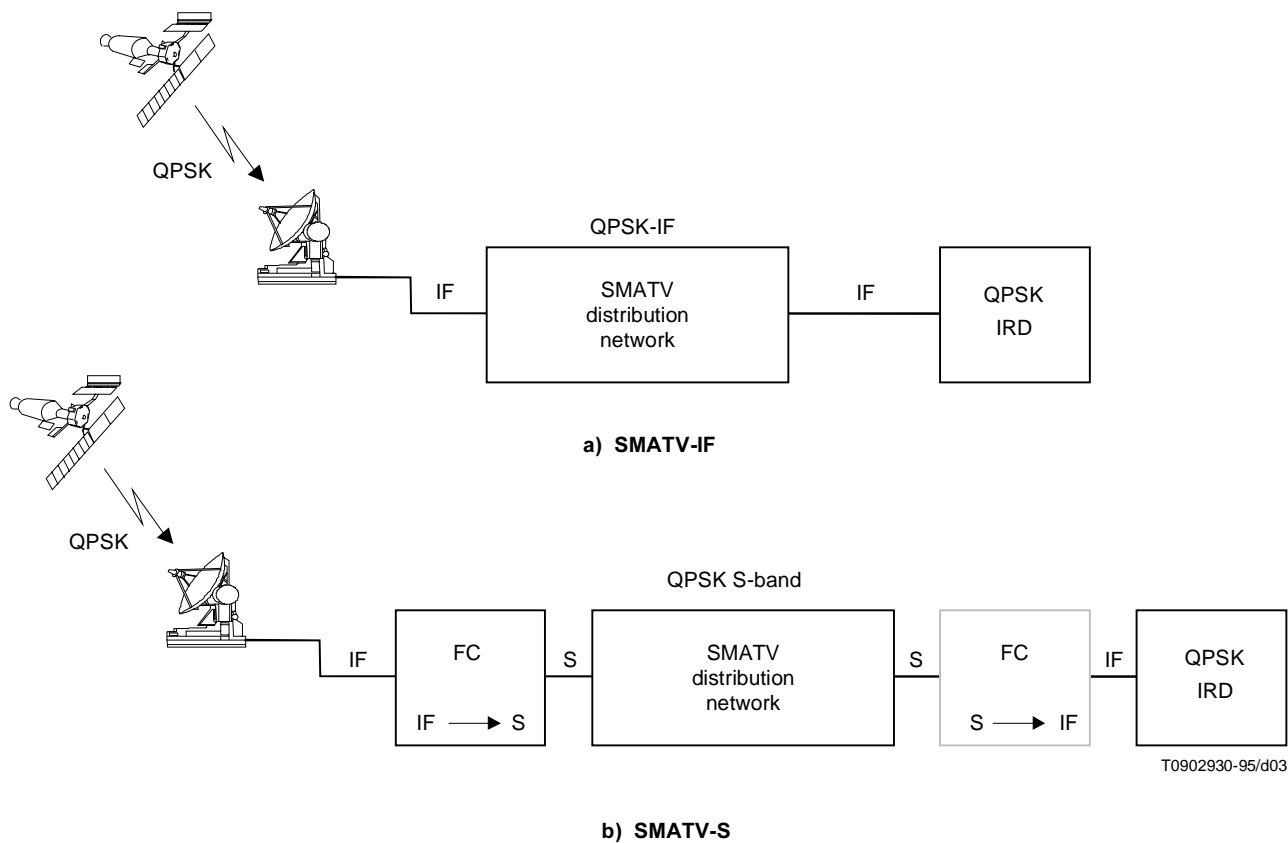 QPSK
QPSK-IF
IF
SMATV
distribution
network
IF
QPSK
IRD
a) SMATV-IF
QPSK
QPSK S-band
IF
FC
IF S
S
SMATV
distribution
network
S
FC
S IF
IF
QPSK
IRD
T0902930-95/d03
b) SMATV-S